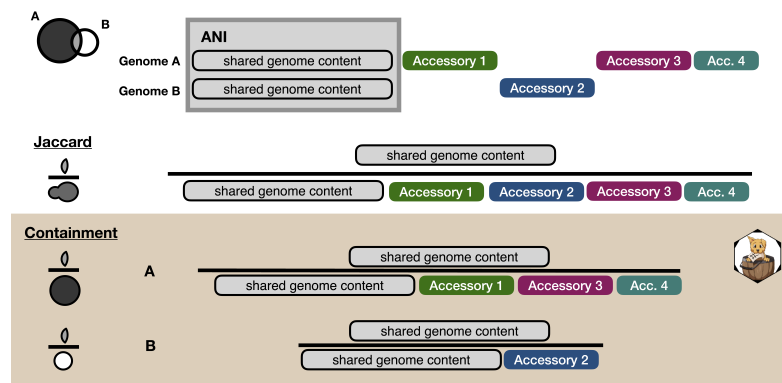 A
B
ANI
Genome A shared genome content Accessory 1 Accessory 3 Acc. 4
Genome B shared genome content Accessory 2
Jaccard
shared genome content
shared genome content Accessory 1 Accessory 2 Accessory 3 Acc. 4
Containment
shared genome content
A
shared genome content Accessory 1 Accessory 3 Acc. 4
shared genome content
B
shared genome content Accessory 2